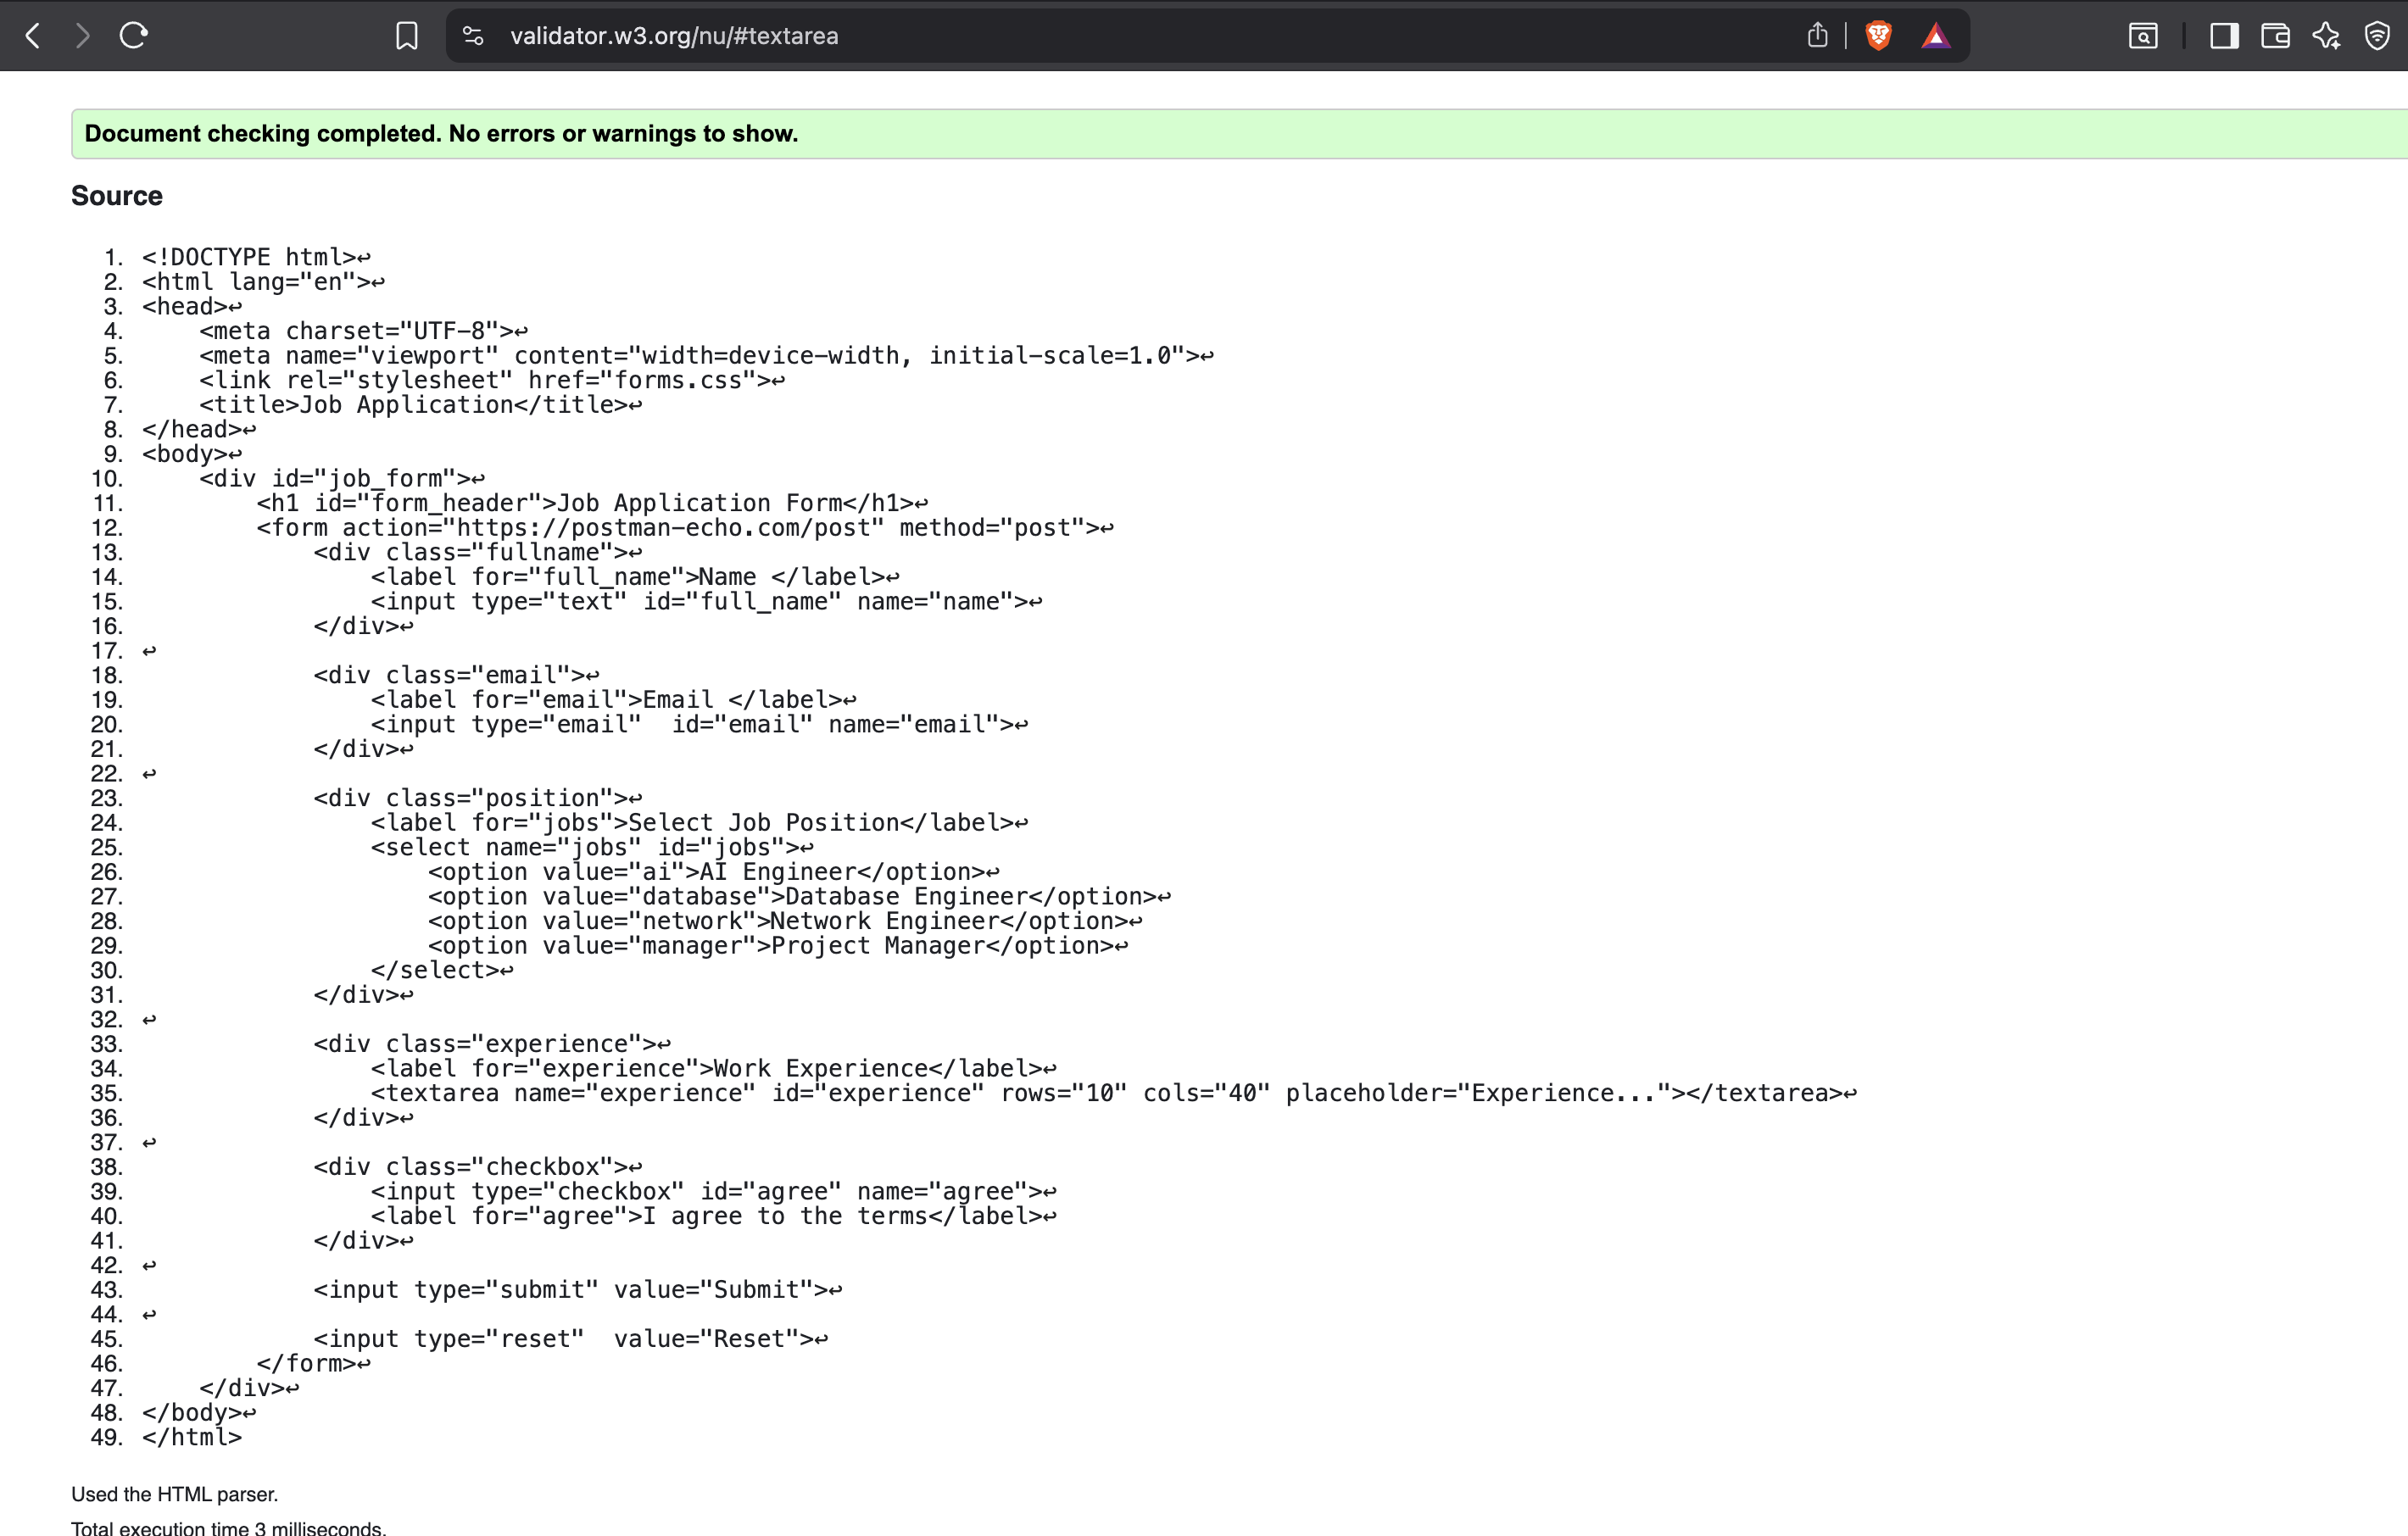 validator.w3.org/nu/#textarea
Document checking completed. No errors or warnings to show.
Source
1. <!DOCTYPE html>↩
2. <html lang="en">↩
3. <head>↩
4.     <meta charset="UTF-8">↩
5.     <meta name="viewport" content="width=device-width, initial-scale=1.0">↩
6.     <link rel="stylesheet" href="forms.css">↩
7.     <title>Job Application</title>↩
8. </head>↩
9. <body>↩
10.     <div id="job_form">↩
11.         <h1 id="form_header">Job Application Form</h1>↩
12.         <form action="https://postman-echo.com/post" method="post">↩
13.             <div class="fullname">↩
14.                 <label for="full_name">Name </label>↩
15.                 <input type="text" id="full_name" name="name">↩
16.             </div>↩
17. ↩
18.             <div class="email">↩
19.                 <label for="email">Email </label>↩
20.                 <input type="email"  id="email" name="email">↩
21.             </div>↩
22. ↩
23.             <div class="position">↩
24.                 <label for="jobs">Select Job Position</label>↩
25.                 <select name="jobs" id="jobs">↩
26.                     <option value="ai">AI Engineer</option>↩
27.                     <option value="database">Database Engineer</option>↩
28.                     <option value="network">Network Engineer</option>↩
29.                     <option value="manager">Project Manager</option>↩
30.                 </select>↩
31.             </div>↩
32. ↩
33.             <div class="experience">↩
34.                 <label for="experience">Work Experience</label>↩
35.                 <textarea name="experience" id="experience" rows="10" cols="40" placeholder="Experience..."></textarea>↩
36.             </div>↩
37. ↩
38.             <div class="checkbox">↩
39.                 <input type="checkbox" id="agree" name="agree">↩
40.                 <label for="agree">I agree to the terms</label>↩
41.             </div>↩
42. ↩
43.             <input type="submit" value="Submit">↩
44. ↩
45.             <input type="reset"  value="Reset">↩
46.         </form>↩
47.     </div>↩
48. </body>↩
49. </html>
Used the HTML parser.
Total execution time 3 milliseconds.